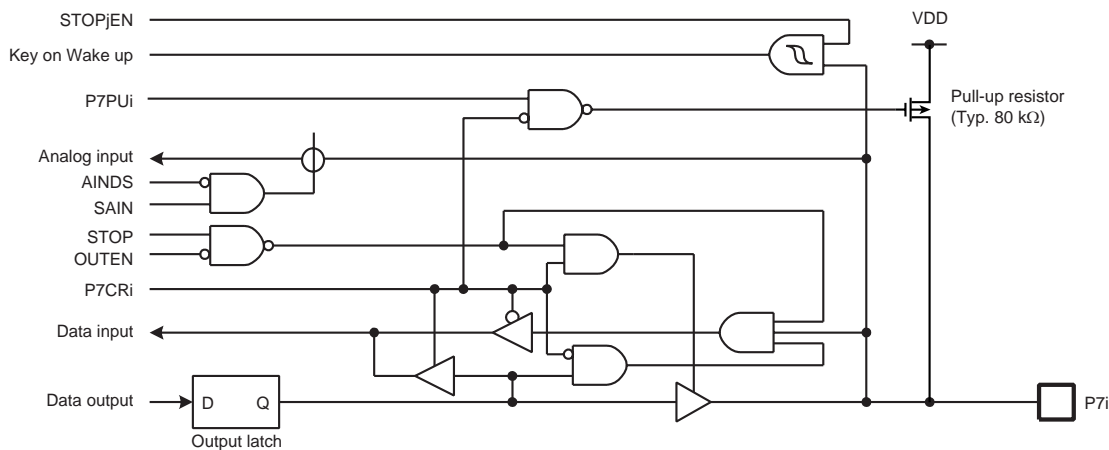 STOPjEN
VDD
Key on Wake up
P7PUi
Pull-up resistor
(Typ. 80 kΩ)
Analog input
AINDS
SAIN
STOP
OUTEN
P7CRi
Data input
Data output
D Q
P7i
Output latch